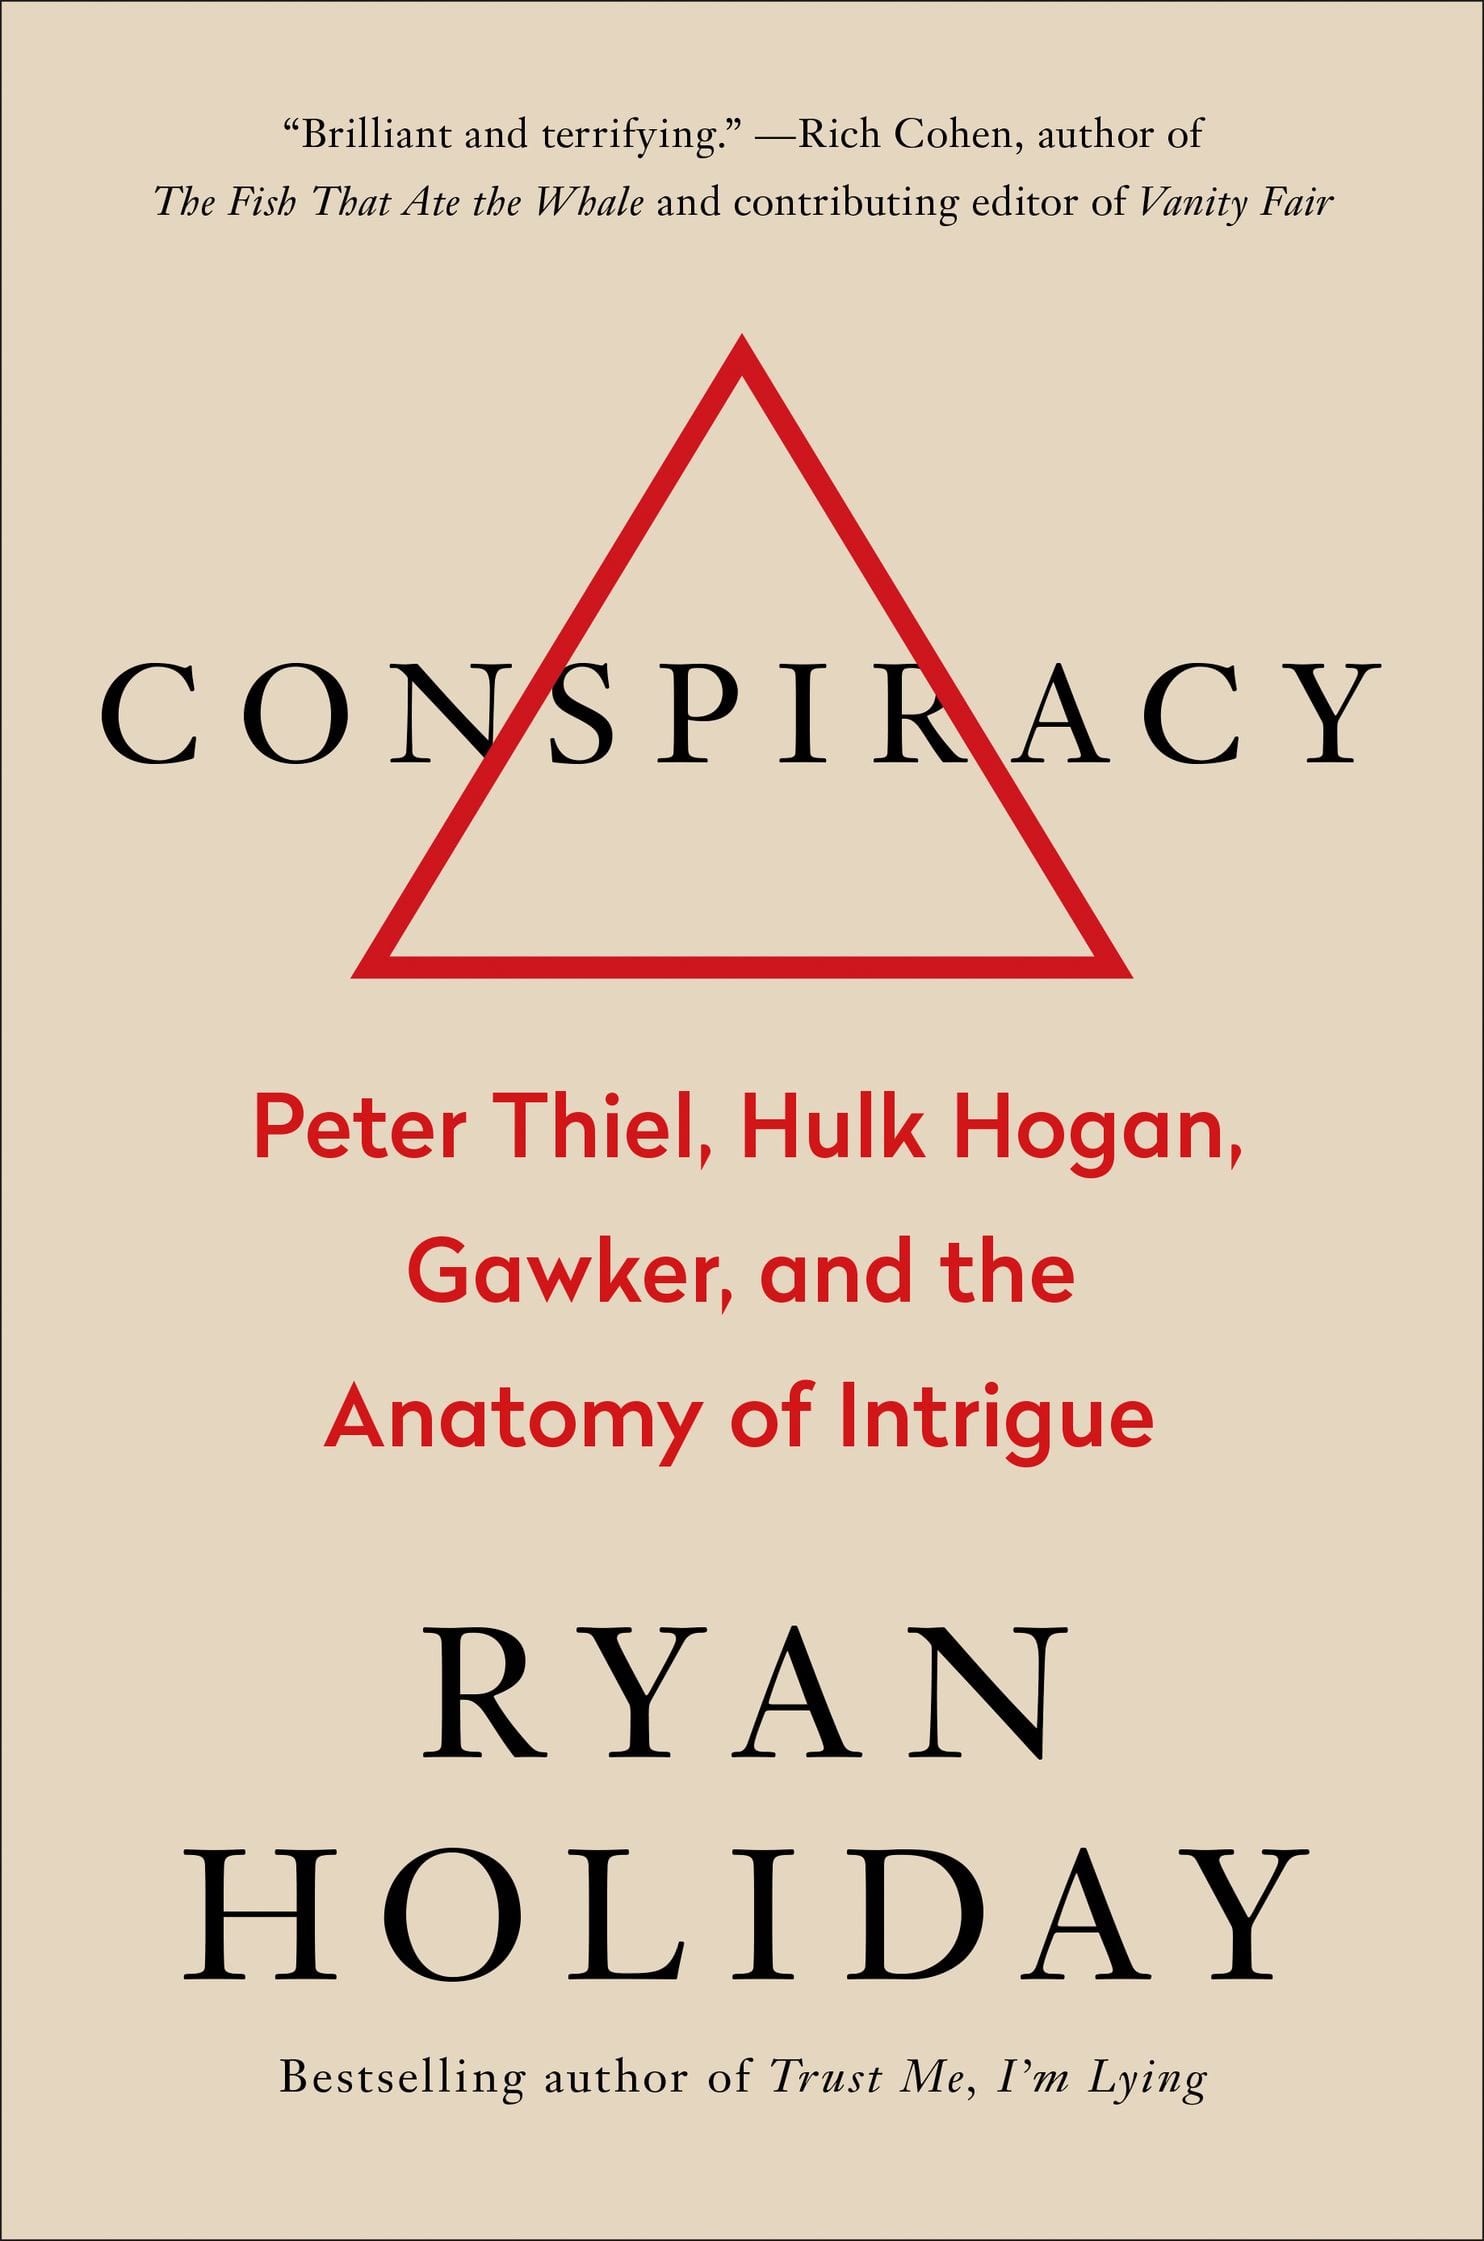 “Brilliant and terrifying.” —Rich Cohen, author of
The Fish That Ate the Whale and contributing editor of Vanity Fair
CONSPIRACY
Peter Thiel, Hulk Hogan,
Gawker, and the
Anatomy of Intrigue
RYAN
HOLIDAY
Bestselling author of Trust Me, I’m Lying